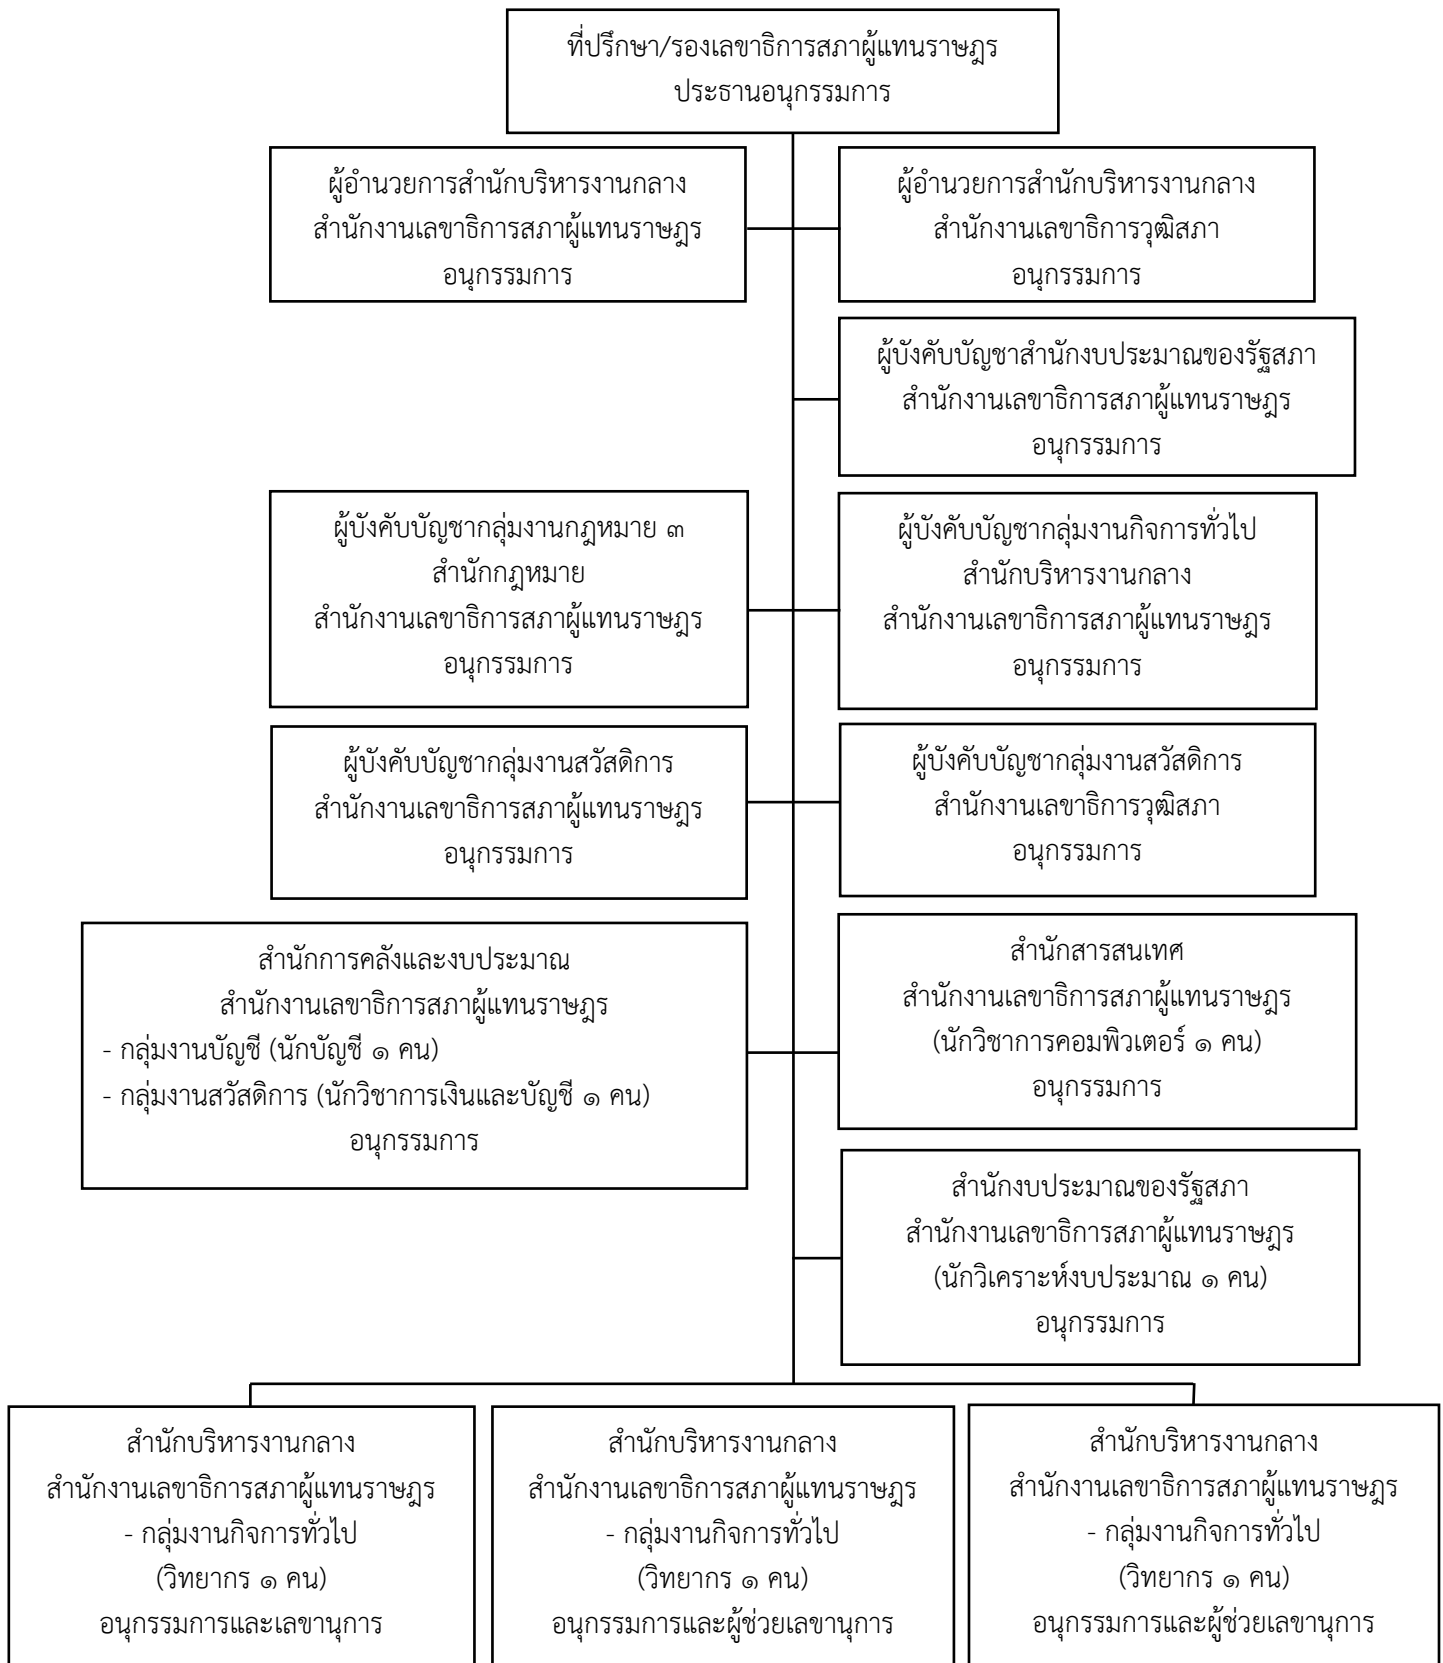 ที่ปรึกษา/รองเลขาธิการสภาผู้แทนราษฎร
ประธานอนุกรรมการ
ผู้อำนวยการสำนักบริหารงานกลาง
สำนักงานเลขาธิการสภาผู้แทนราษฎร
อนุกรรมการ
ผู้อำนวยการสำนักบริหารงานกลาง
สำนักงานเลขาธิการวุฒิสภา
อนุกรรมการ
ผู้บังคับบัญชาสำนักงบประมาณของรัฐสภา
สำนักงานเลขาธิการสภาผู้แทนราษฎร
อนุกรรมการ
ผู้บังคับบัญชากลุ่มงานกฎหมาย ๓
สำนักกฎหมาย
สำนักงานเลขาธิการสภาผู้แทนราษฎร
อนุกรรมการ
ผู้บังคับบัญชากลุ่มงานกิจการทั่วไป
สำนักบริหารงานกลาง
สำนักงานเลขาธิการสภาผู้แทนราษฎร
อนุกรรมการ
ผู้บังคับบัญชากลุ่มงานสวัสดิการ
สำนักงานเลขาธิการสภาผู้แทนราษฎร
อนุกรรมการ
ผู้บังคับบัญชากลุ่มงานสวัสดิการ
สำนักงานเลขาธิการวุฒิสภา
อนุกรรมการ
สำนักการคลังและงบประมาณ
สำนักงานเลขาธิการสภาผู้แทนราษฎร
- กลุ่มงานบัญชี (นักบัญชี ๑ คน)
- กลุ่มงานสวัสดิการ (นักวิชาการเงินและบัญชี ๑ คน)
อนุกรรมการ
สำนักสารสนเทศ
สำนักงานเลขาธิการสภาผู้แทนราษฎร
(นักวิชาการคอมพิวเตอร์ ๑ คน)
อนุกรรมการ
สำนักงบประมาณของรัฐสภา
สำนักงานเลขาธิการสภาผู้แทนราษฎร
(นักวิเคราะห์งบประมาณ ๑ คน)
อนุกรรมการ
สำนักบริหารงานกลาง
สำนักงานเลขาธิการสภาผู้แทนราษฎร
- กลุ่มงานกิจการทั่วไป
(วิทยากร ๑ คน)
อนุกรรมการและเลขานุการ
สำนักบริหารงานกลาง
สำนักงานเลขาธิการสภาผู้แทนราษฎร
- กลุ่มงานกิจการทั่วไป
(วิทยากร ๑ คน)
อนุกรรมการและผู้ช่วยเลขานุการ
สำนักบริหารงานกลาง
สำนักงานเลขาธิการสภาผู้แทนราษฎร
- กลุ่มงานกิจการทั่วไป
(วิทยากร ๑ คน)
อนุกรรมการและผู้ช่วยเลขานุการ